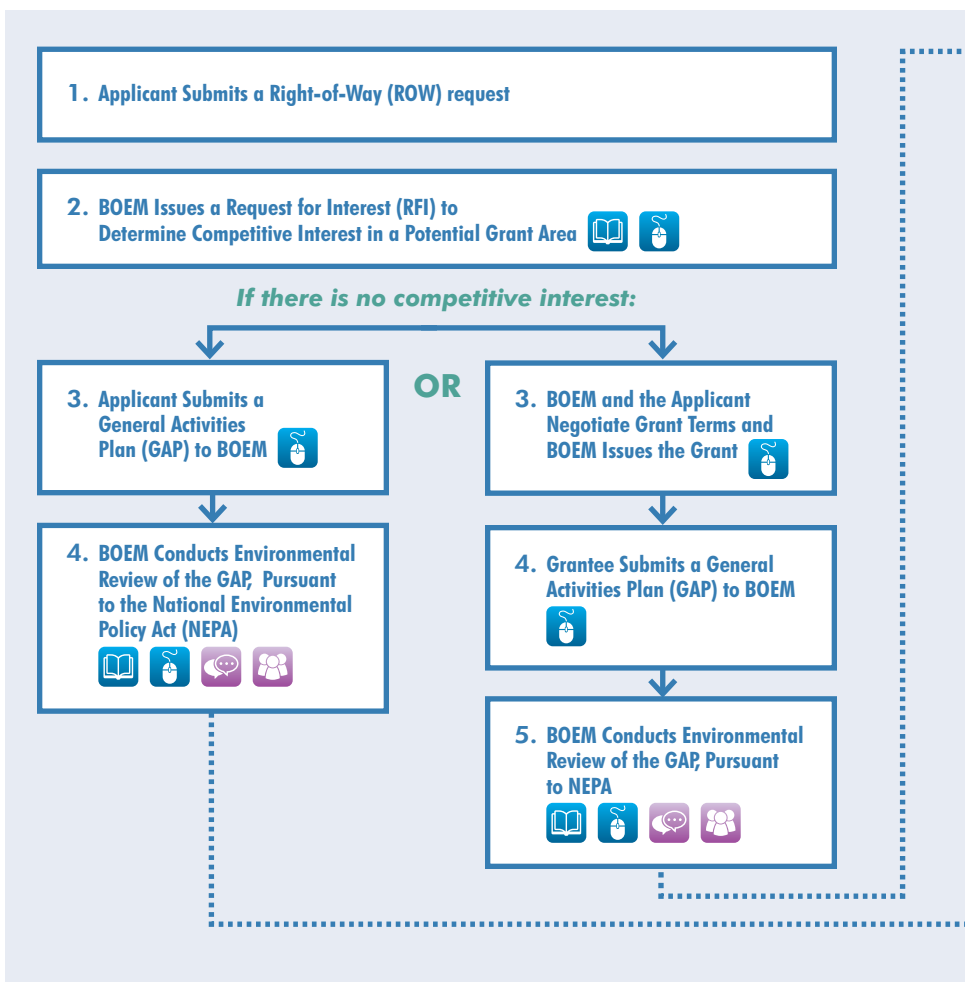 1. Applicant Submits a Right-of-Way (ROW) request
2. BOEM Issues a Request for Interest (RFI) to
Determine Competitive Interest in a Potential Grant Area
If there is no competitive interest:
3. Applicant Submits a
General Activities
Plan (GAP) to BOEM
4. BOEM Conducts Environmental
Review of the GAP, Pursuant
to the National Environmental
Policy Act (NEPA)
OR
3. BOEM and the Applicant
Negotiate Grant Terms and
BOEM Issues the Grant
4. Grantee Submits a General
Activities Plan (GAP) to BOEM
5. BOEM Conducts Environmental
Review of the GAP, Pursuant
to NEPA